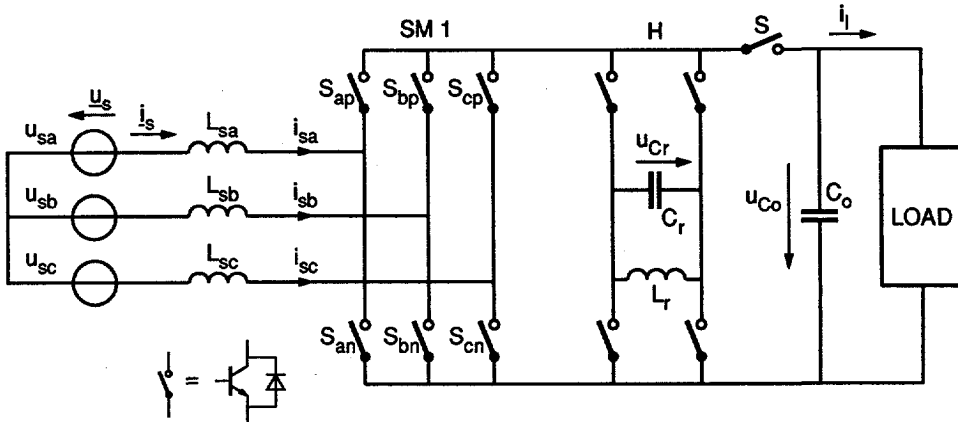 SM 1
H
S
i_l
S_ap
S_bp
S_cp
u_s
i_s
u_sa
L_sa
i_sa
u_Cr
C_r
u_sb
L_sb
i_sb
u_Co
C_o
LOAD
u_sc
L_sc
i_sc
L_r
S_an
S_bn
S_cn
=